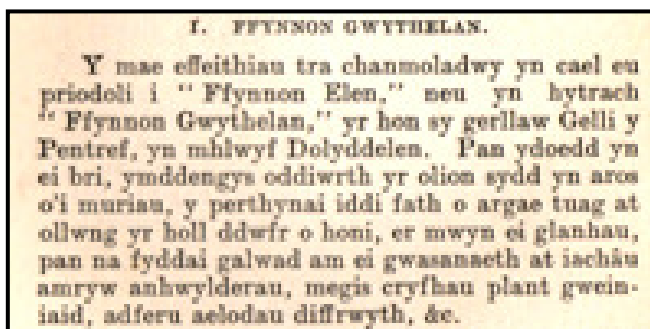 f. FFYNNON GWYTHELAN.
Y mae effeithiau tra chanmoladwy yn cael eu
priodoli i " Ffynnon Elen," neu yn hytrach
" Ffynnon Gwythelan," yr hon sy gerllaw Gelli y
Pentref, yn mhlwyf Dolyddelen. Pan ydoedd yn
ei bri, ymddengys oddiwrth yr olion sydd yn aros
o'i muriau, y perthynai iddi fath o argae tuag at
ollwng yr holl ddwfr o honi, er mwyn ei glanhau,
pan na fyddai galwad am ei gwasanaeth at iachâu
amryw anhwylderau, megis cryfhau plant gwein-
iaid, adferu aelodau diffrwyth, &c.